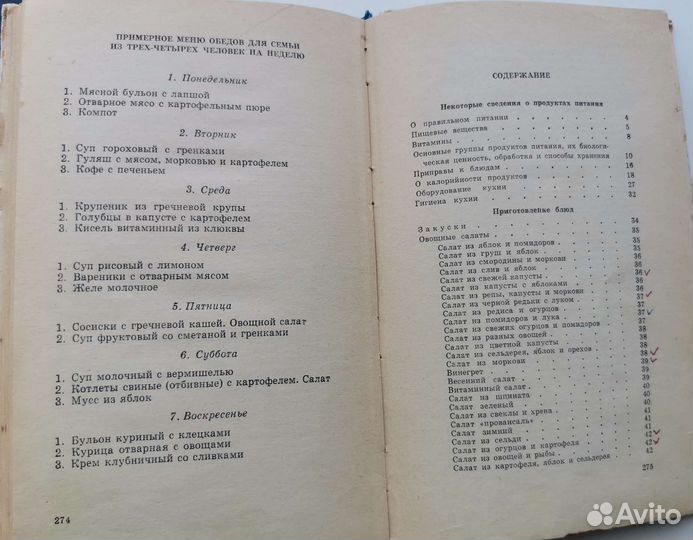 ПРИМЕРНОЕ МЕНЮ ОБЕДОВ ДЛЯ СЕМЬИ
ИЗ ТРЕХ-ЧЕТЫРЕХ ЧЕЛОВЕК НА НЕДЕЛЮ
1. Понедельник
1. Мясной бульон с лапшой
2. Отварное мясо с картофельным пюре
3. Компот
2. Вторник
1. Суп гороховый с гренками
2. Гуляш с мясом, морковью и картофелем
3. Кофе с печеньем
3. Среда
1. Крупеник из гречневой крупы
2. Голубцы в капусте с картофелем
3. Кисель витаминный из клюквы
4. Четверг
1. Суп рисовый с лимоном
2. Вареники с отварным мясом
3. Желе молочное
5. Пятница
1. Сосиски с гречневой кашей. Овощной салат
2. Суп фруктовый со сметаной и гренками
6. Суббота
1. Суп молочный с вермишелью
2. Котлеты свиные (отбивные) с картофелем. Салат
3. Мусс из яблок
7. Воскресенье
1. Бульон куриный с клецками
2. Курица отварная с овощами
3. Крем клубничный со сливками
274
СОДЕРЖАНИЕ
Некоторые сведения о продуктах питания
О правильном питании 4
Пищевые вещества 5
Витамины 8
Основные группы продуктов питания, их биологи-
ческая ценность, обработка и способы хранения 10
Приправы к блюдам 16
О калорийности продуктов 18
Оборудование кухни 27
Гигиена кухни 32
Приготовление блюд
Закуски 34
Овощные салаты 35
Салат из яблок и помидоров 35
Салат из груш и яблок 35
Салат из смородины и моркови 36
Салат из слив и яблок 36
Салат из свежей капусты 36
Салат из капусты с яблоками 36
Салат из репы, капусты и моркови 37
Салат из черной редьки с луком 37
Салат из редиса и огурцов 37
Салат из помидоров и лука 37
Салат из свежих огурцов и помидоров 38
Салат из разных овощей 38
Салат из цветной капусты 38
Салат из сельдерея, яблок и орехов 38
Салат из моркови 39
Винегрет 39
Весенний салат 39
Витаминный салат 40
Салат из шпината 40
Салат зеленый 40
Салат из свеклы и хрена 41
Салат «провансаль» 41
Салат зимний 41
Салат из сельди 42
Салат из огурцов и картофеля 42
Салат из овощей и рыбы 42
Салат из картофеля, яблок и сельдерея
275
Avito